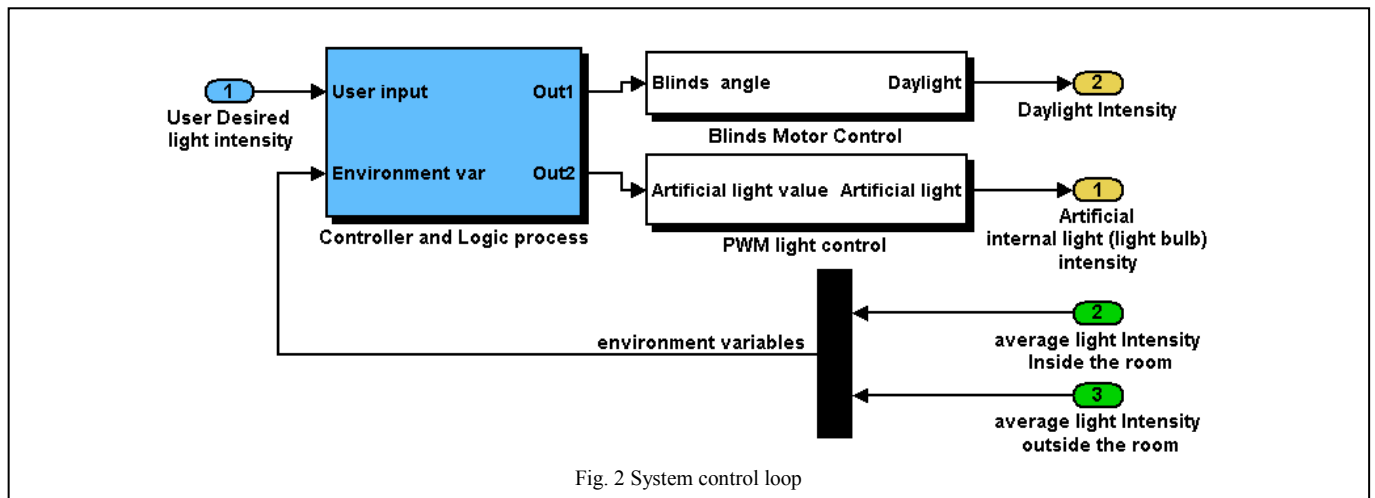 1
User Desired
light intensity
User input
Out1
Environment var
Out2
Controller and Logic process
Blinds angle
Daylight
Blinds Motor Control
2
Daylight Intensity
Artificial light value
Artificial light
PWM light control
1
Artificial
internal light (light bulb)
intensity
environment variables
2
average light Intensity
Inside the room
3
average light Intensity
outside the room
Fig. 2 System control loop